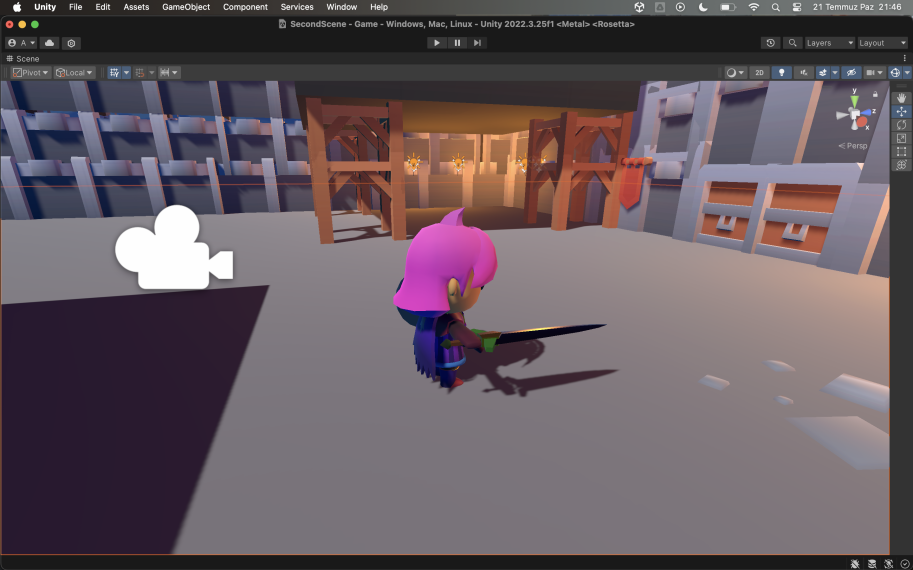 Unity File Edit Assets GameObject Component Services Window Help 21 Temmuz Paz 21:46
SecondScene - Game - Windows, Mac, Linux - Unity 2022.3.25f1 <Metal> <Rosetta>
A Layers Layout
# Scene
Pivot Local 2D
y
z
x
< Persp